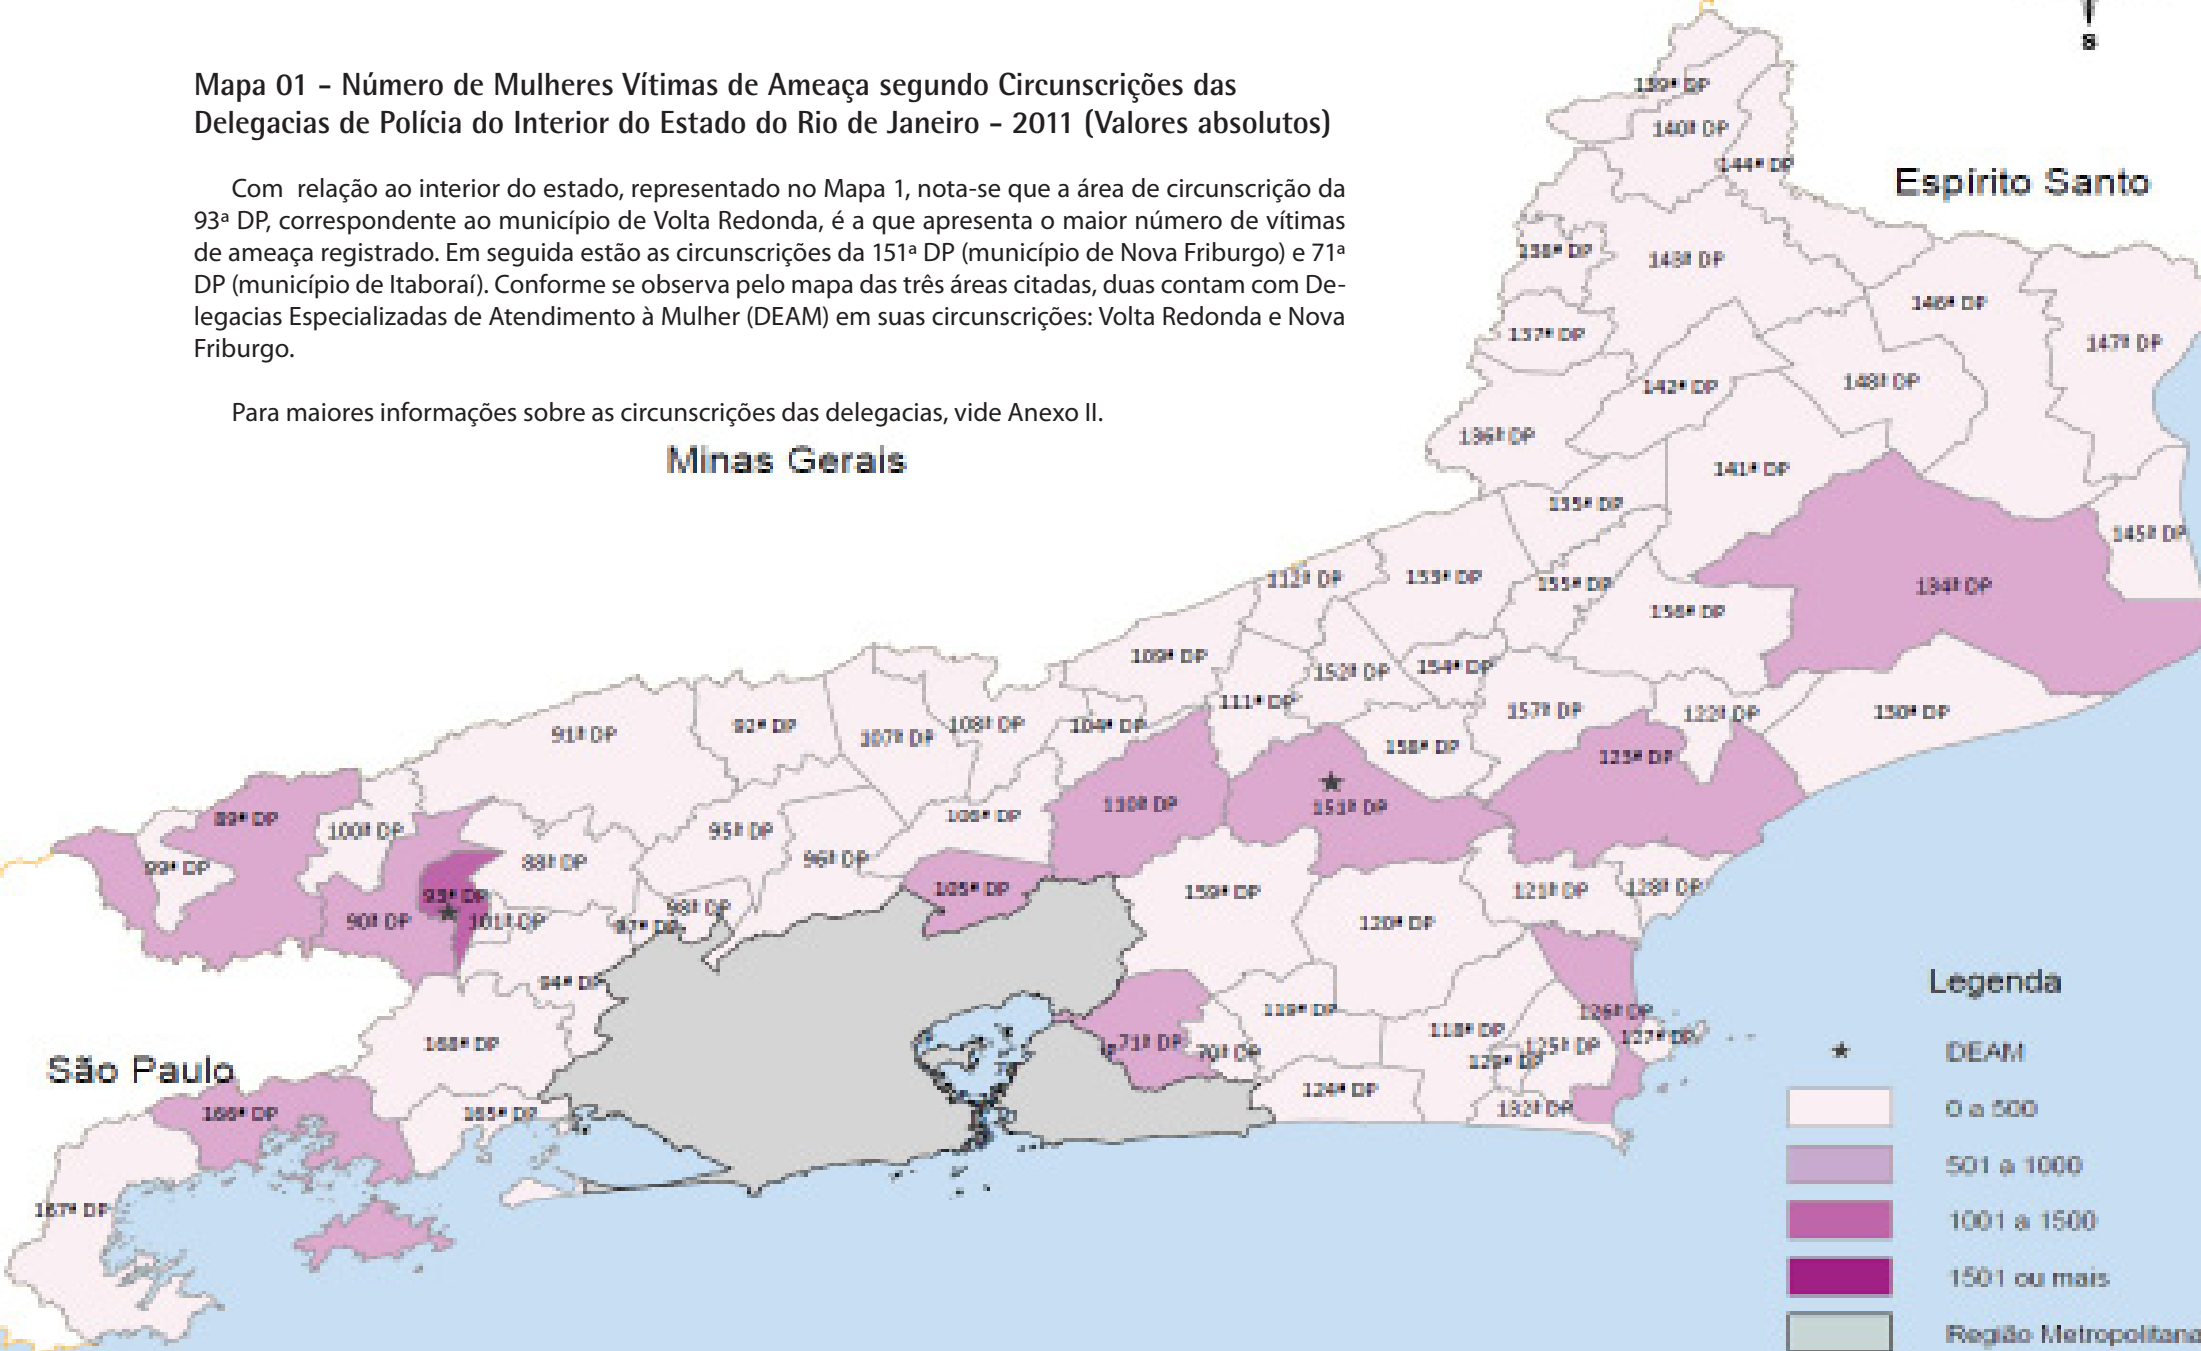 S
Mapa 01 – Número de Mulheres Vítimas de Ameaça segundo Circunscrições das
Delegacias de Polícia do Interior do Estado do Rio de Janeiro – 2011 (Valores absolutos)
Com relação ao interior do estado, representado no Mapa 1, nota-se que a área de circunscrição da
93ª DP, correspondente ao município de Volta Redonda, é a que apresenta o maior número de vítimas
de ameaça registrado. Em seguida estão as circunscrições da 151ª DP (município de Nova Friburgo) e 71ª
DP (município de Itaboraí). Conforme se observa pelo mapa das três áreas citadas, duas contam com De-
legacias Especializadas de Atendimento à Mulher (DEAM) em suas circunscrições: Volta Redonda e Nova
Friburgo.
Para maiores informações sobre as circunscrições das delegacias, vide Anexo II.
Minas Gerais
Espírito Santo
São Paulo
139ª DP
140ª DP
144ª DP
138ª DP
143ª DP
146ª DP
147ª DP
137ª DP
142ª DP
148ª DP
136ª DP
141ª DP
135ª DP
145ª DP
134ª DP
112ª DP
153ª DP
155ª DP
156ª DP
109ª DP
152ª DP
154ª DP
111ª DP
157ª DP
122ª DP
130ª DP
91ª DP
92ª DP
107ª DP
108ª DP
104ª DP
158ª DP
123ª DP
110ª DP
151ª DP
89ª DP
100ª DP
95ª DP
106ª DP
99ª DP
88ª DP
96ª DP
93ª DP
105ª DP
159ª DP
121ª DP
128ª DP
90ª DP
101ª DP
97ª DP
98ª DP
120ª DP
94ª DP
119ª DP
126ª DP
168ª DP
71ª DP
70ª DP
118ª DP
129ª DP
125ª DP
127ª DP
124ª DP
132ª DP
166ª DP
165ª DP
167ª DP
Legenda
DEAM
0 a 500
501 a 1000
1001 a 1500
1501 ou mais
Região Metropolitana